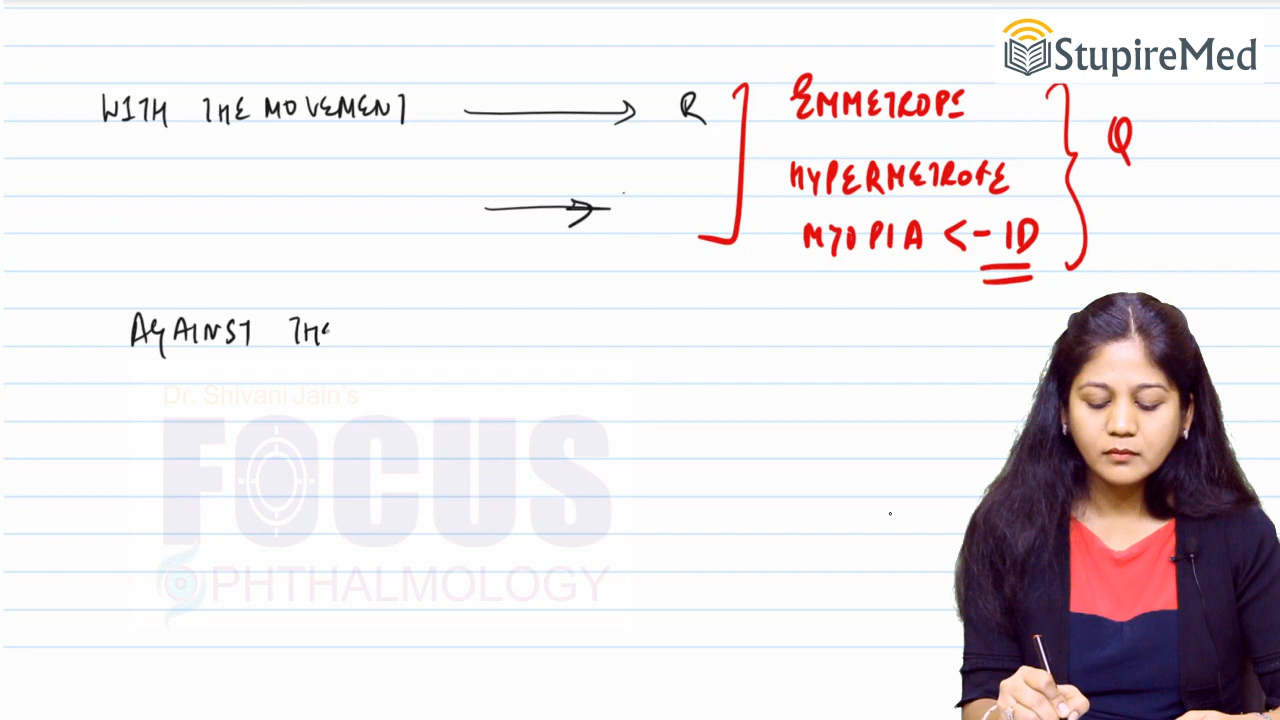 StupireMed
WITH THE MOVEMENT R EMMETROPE Q
HYPERMETROPE
MYOPIA < - 1D
AGAINST THE
Dr. Shivani Jain's
FOCUS
OPHTHALMOLOGY